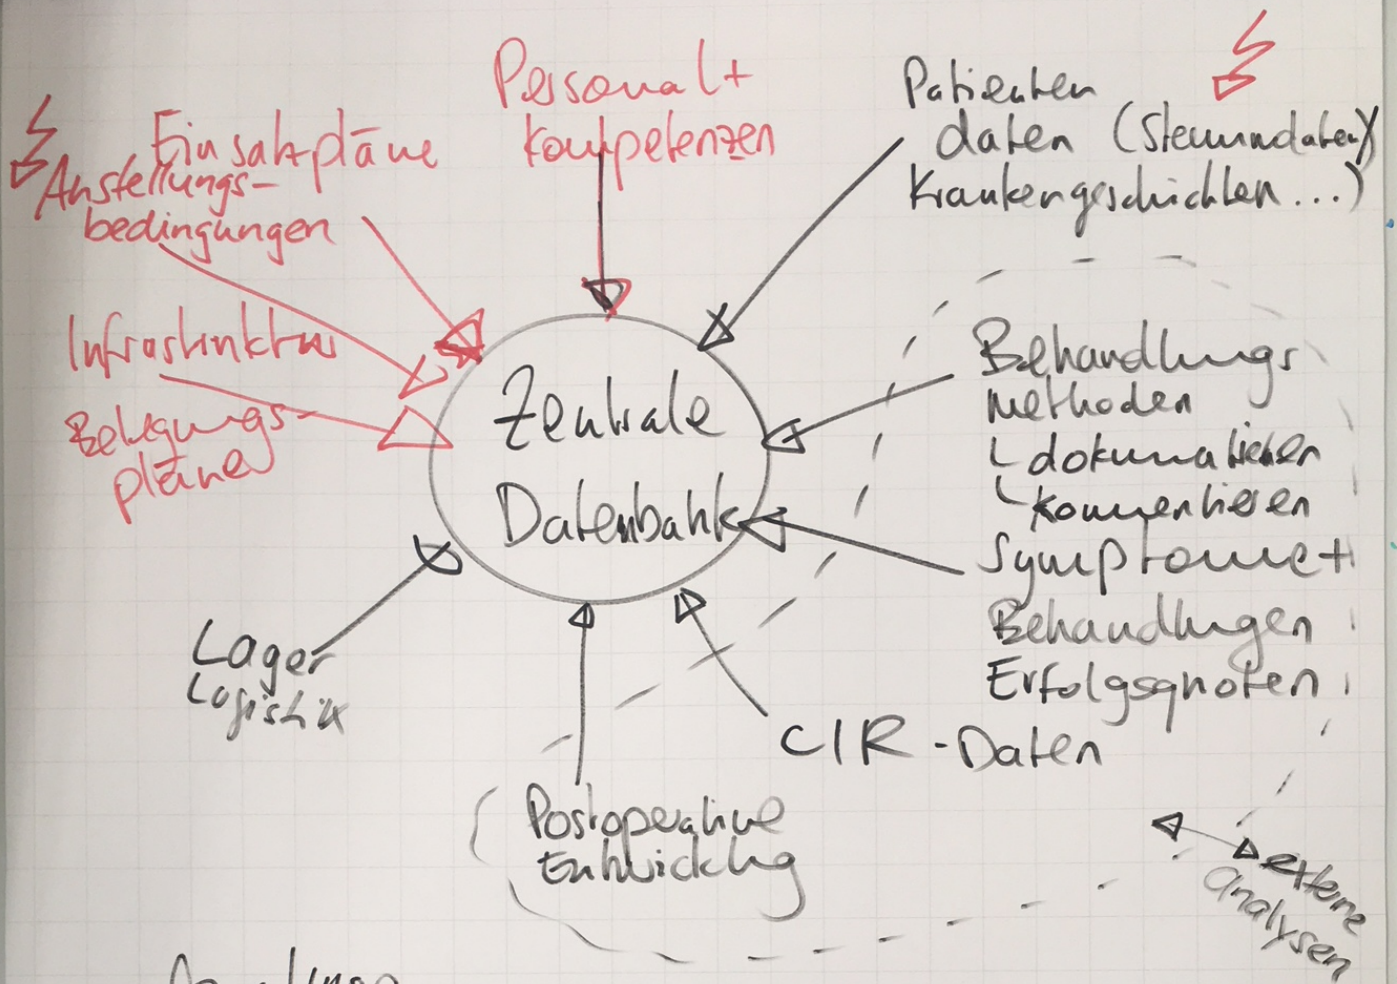 Personal +
kompetenzen
Patienten
daten (Stammdaten,
Krankengeschichten...)
Einsatzpläne
Anstellungs-
bedingungen
Infrastruktur
Belegungs-
pläne
Zentrale
Datenbank
Behandlungs
methoden
dokumentieren
kommentieren
Symptome +
Behandlungen
Erfolgsquoten
Lager
Logistik
CIR-Daten
Postoperative
Entwicklung
externe
analysen